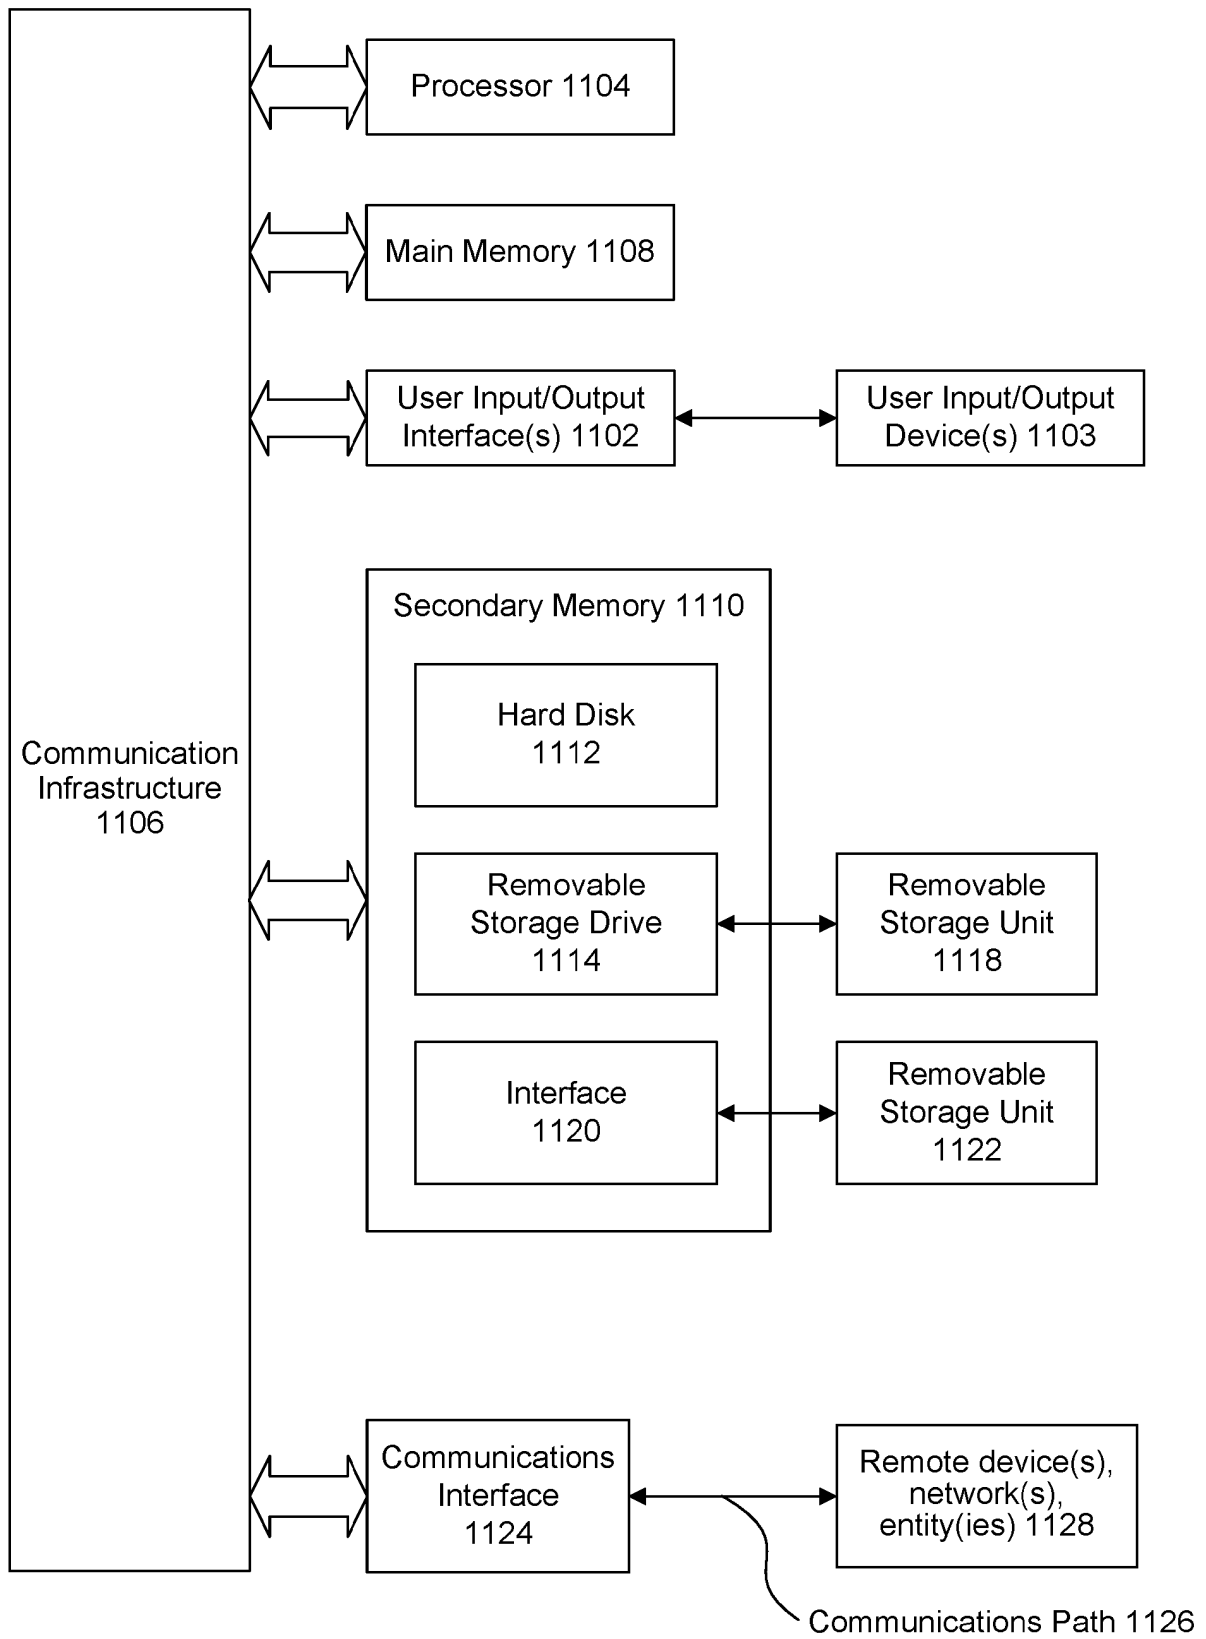 Processor 1104
Main Memory 1108
User Input/Output
Interface(s) 1102
User Input/Output
Device(s) 1103
Secondary Memory 1110
Hard Disk
1112
Communication
Infrastructure
1106
Removable
Storage Drive
1114
Removable
Storage Unit
1118
Interface
1120
Removable
Storage Unit
1122
Communications
Interface
1124
Remote device(s),
network(s),
entity(ies) 1128
Communications Path 1126